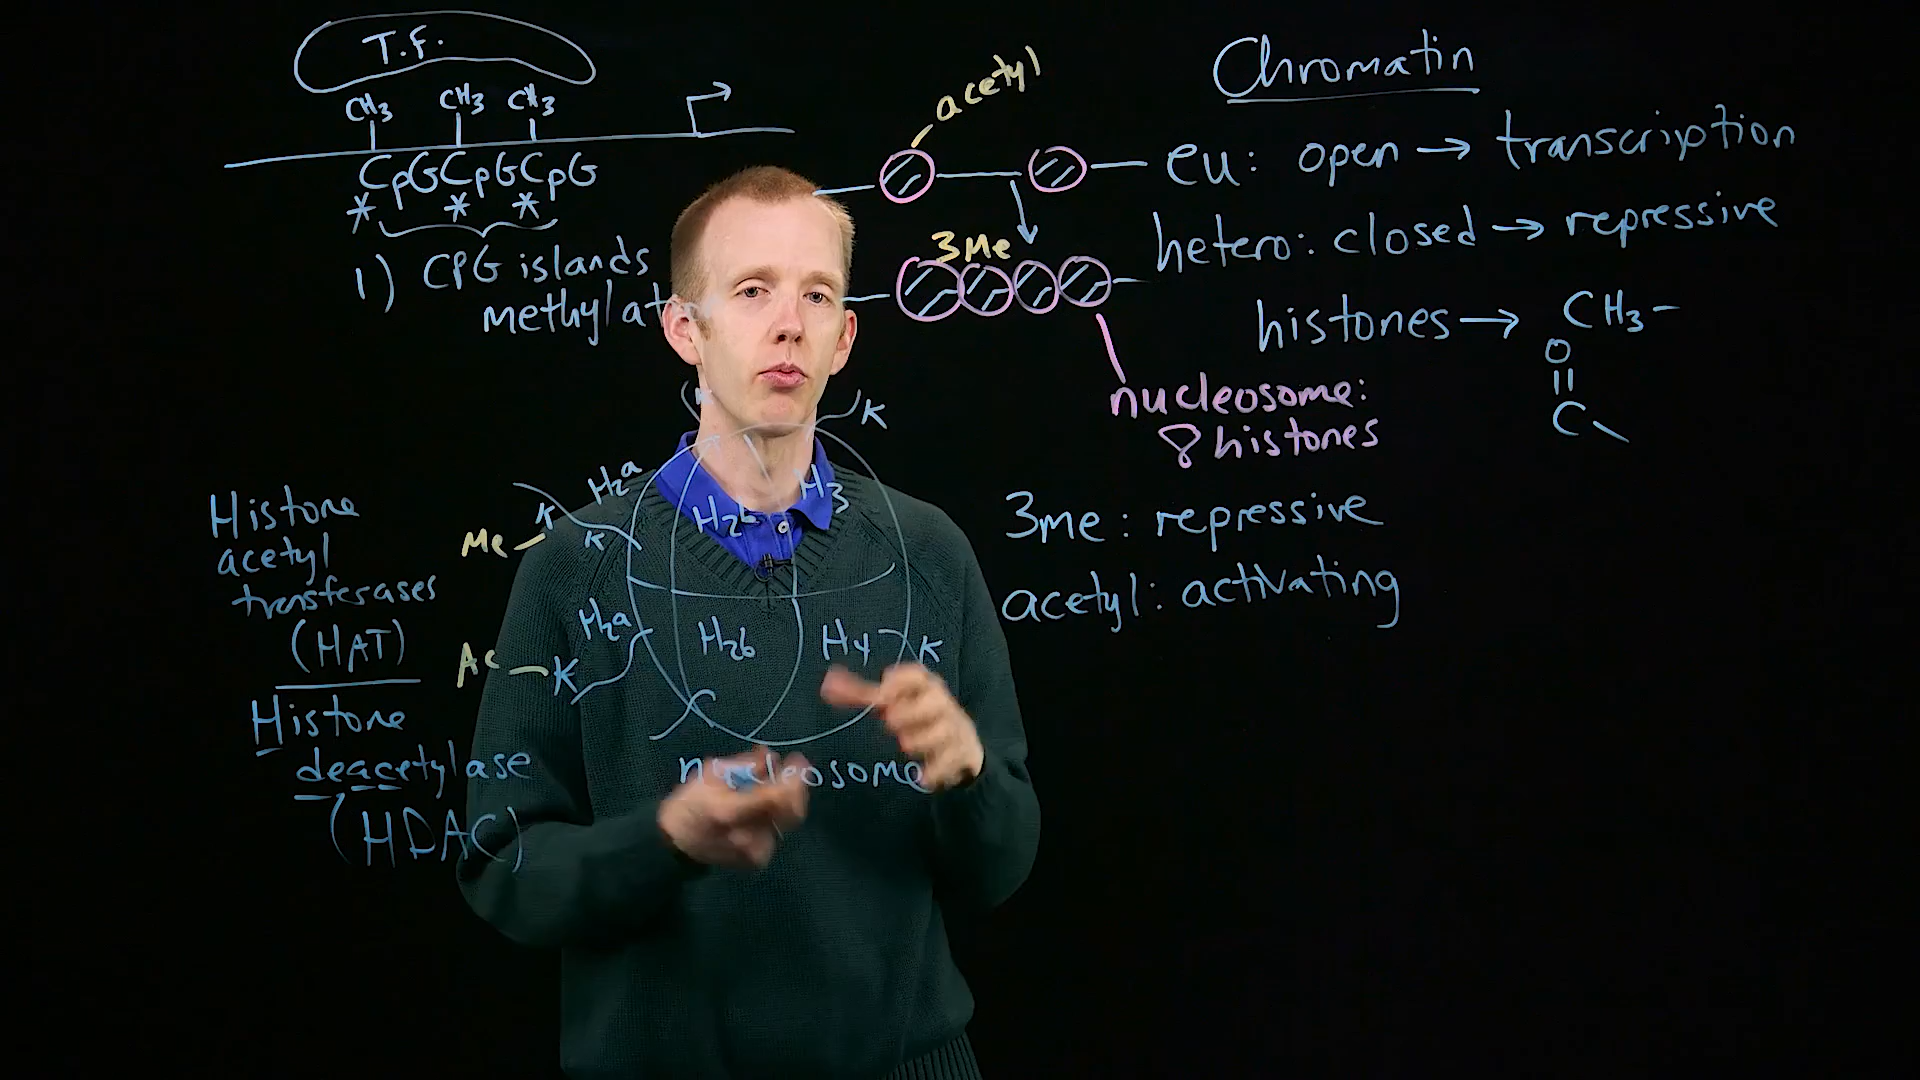 T.F.
CH3 CH3 CH3
CpGCpGCpG
* * *
1) CPG islands
methylat
acetyl
3Me
Chromatin
eu: open → transcription
hetero: closed → repressive
histones → CH3-
O
C
nucleosome:
8 histones
3me: repressive
acetyl: activating
Histone
acetyl
transferases
(HAT)
Histone
deacetylase
(HDAC)
K K
H2a H2b H3
Me K K
H2a H2b H4 K
Ac K
nucleosome